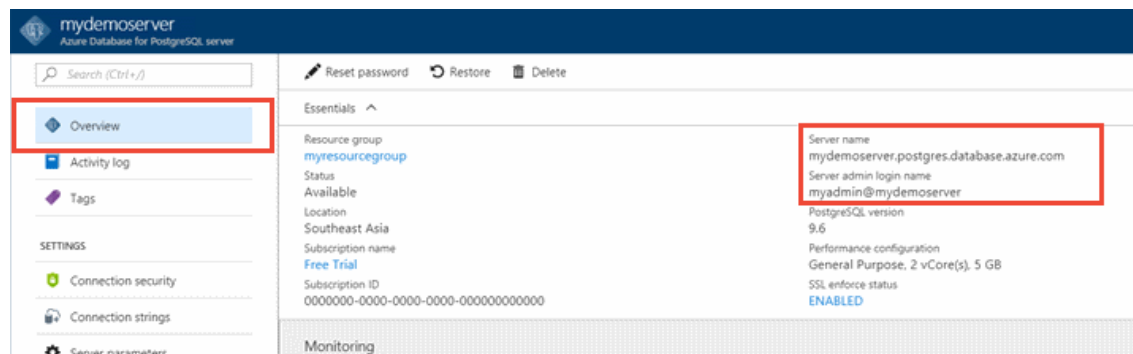 mydemoserver
Azure Database for PostgreSQL server
Search (Ctrl+/)
Overview
Activity log
Tags
SETTINGS
Connection security
Connection strings
Server parameters
Reset password
Restore
Delete
Essentials
Resource group
myresourcegroup
Status
Available
Location
Southeast Asia
Subscription name
Free Trial
Subscription ID
0000000-0000-0000-0000-000000000000
Server name
mydemoserver.postgres.database.azure.com
Server admin login name
myadmin@mydemoserver
PostgreSQL version
9.6
Performance configuration
General Purpose, 2 vCore(s), 5 GB
SSL enforce status
ENABLED
Monitoring